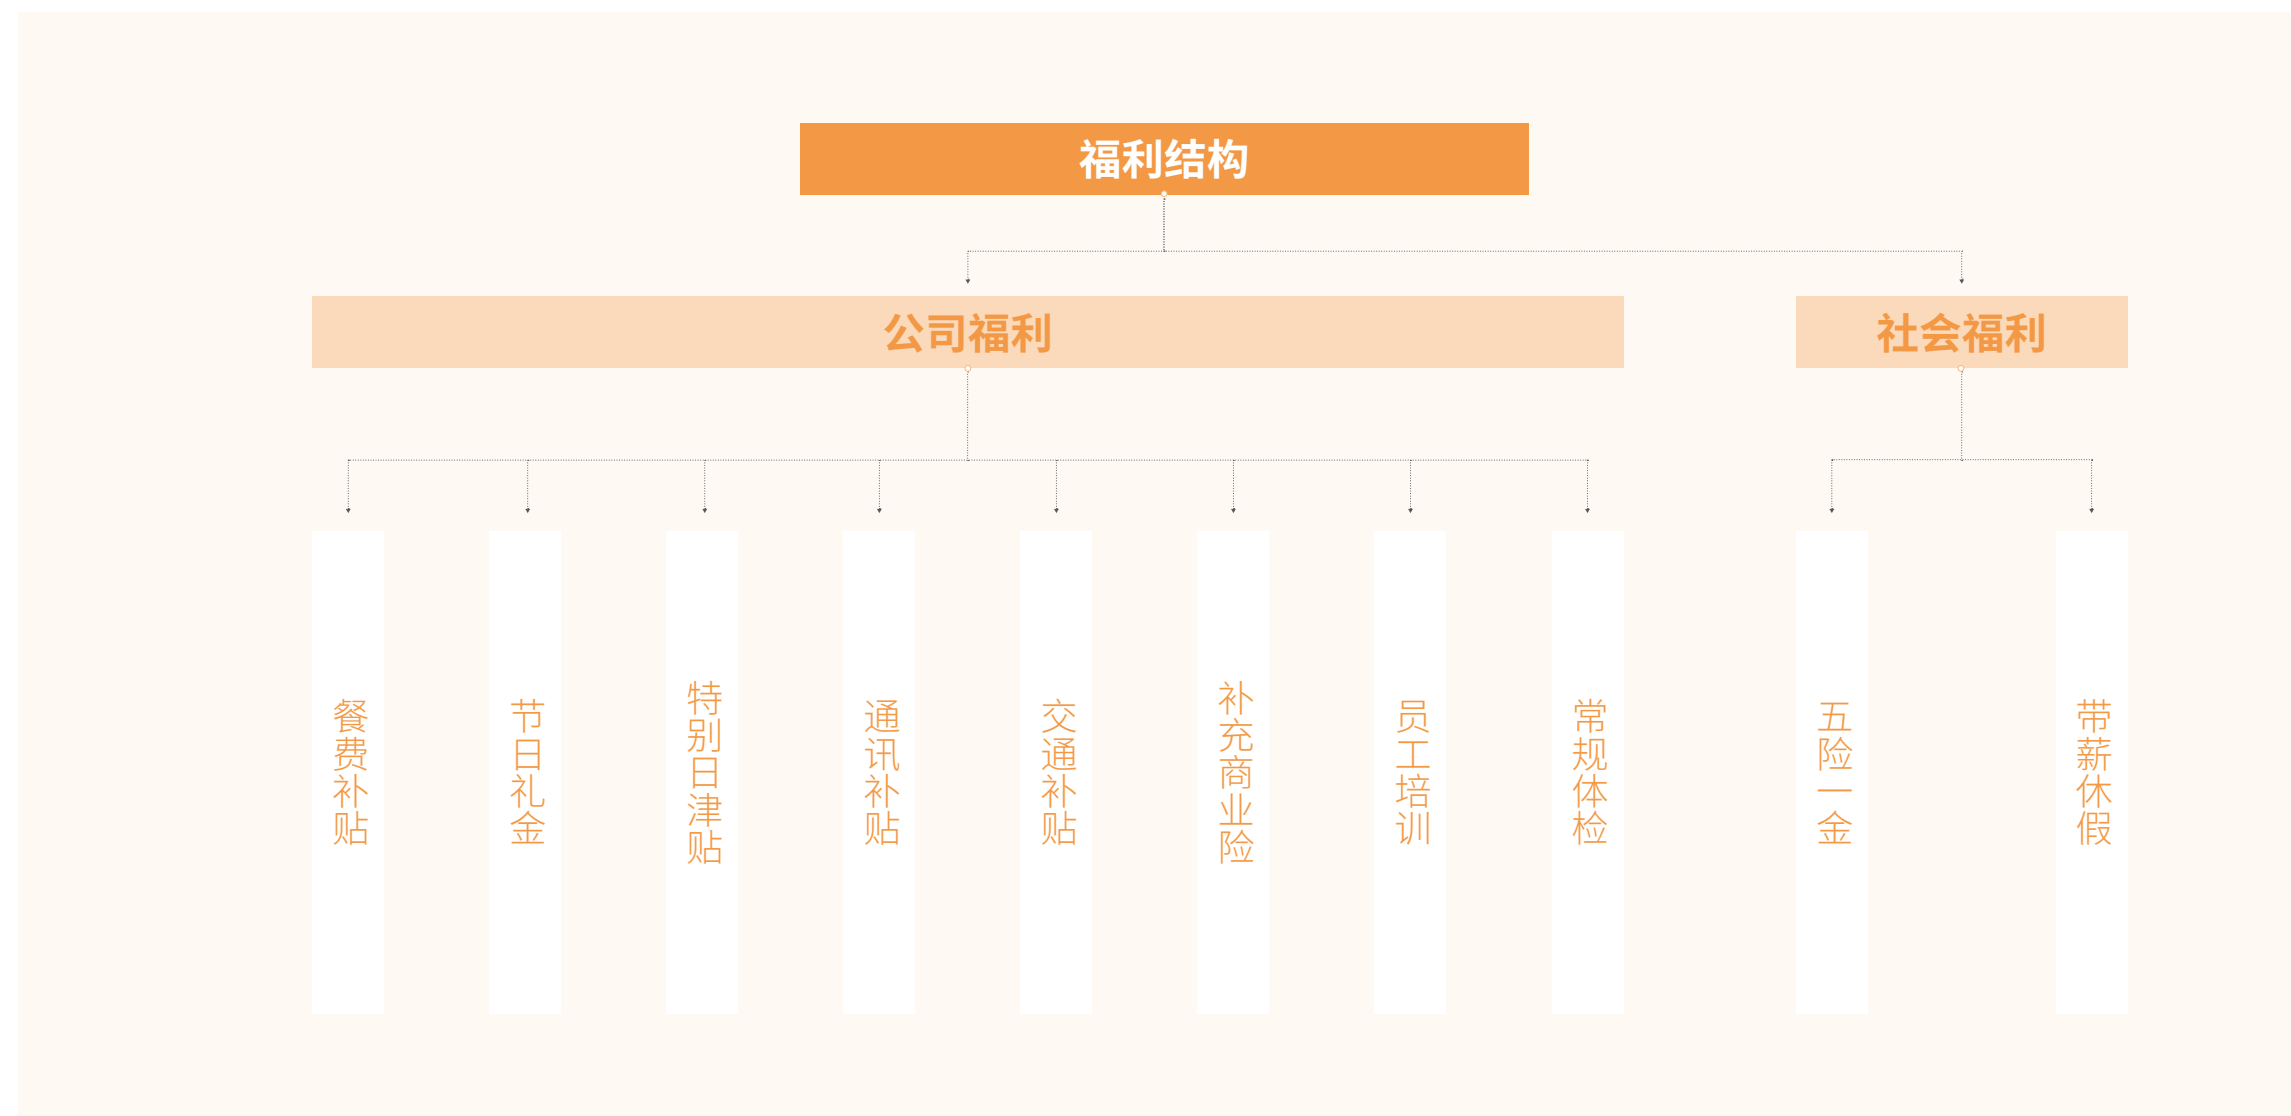 福利结构
公司福利
社会福利
餐费补贴
节日礼金
特别日津贴
通讯补贴
交通补贴
补充商业险
员工培训
常规体检
五险一金
带薪休假